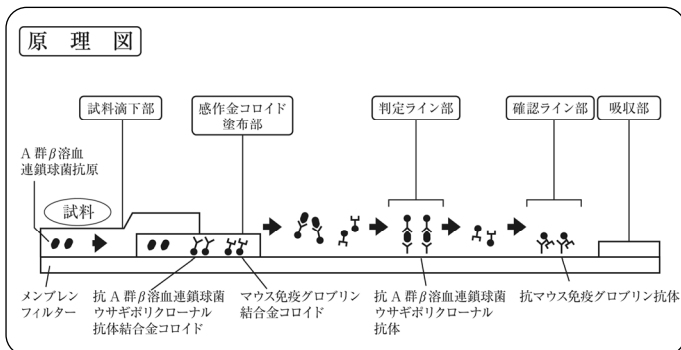 原理図
試料滴下部
感作金コロイド
塗布部
判定ライン部
確認ライン部
吸収部
A群β溶血
連鎖球菌抗原
試料
メンブレン
フィルター
抗A群β溶血連鎖球菌
ウサギポリクローナル
抗体結合金コロイド
マウス免疫グロブリン
結合金コロイド
抗A群β溶血連鎖球菌
ウサギポリクローナル
抗体
抗マウス免疫グロブリン抗体